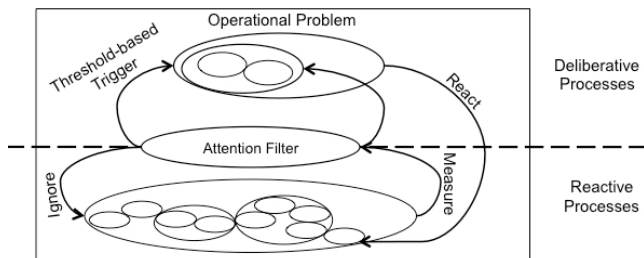 Operational Problem
Threshold-based
Trigger
React
Deliberative
Processes
Attention Filter
Ignore
Measure
Reactive
Processes